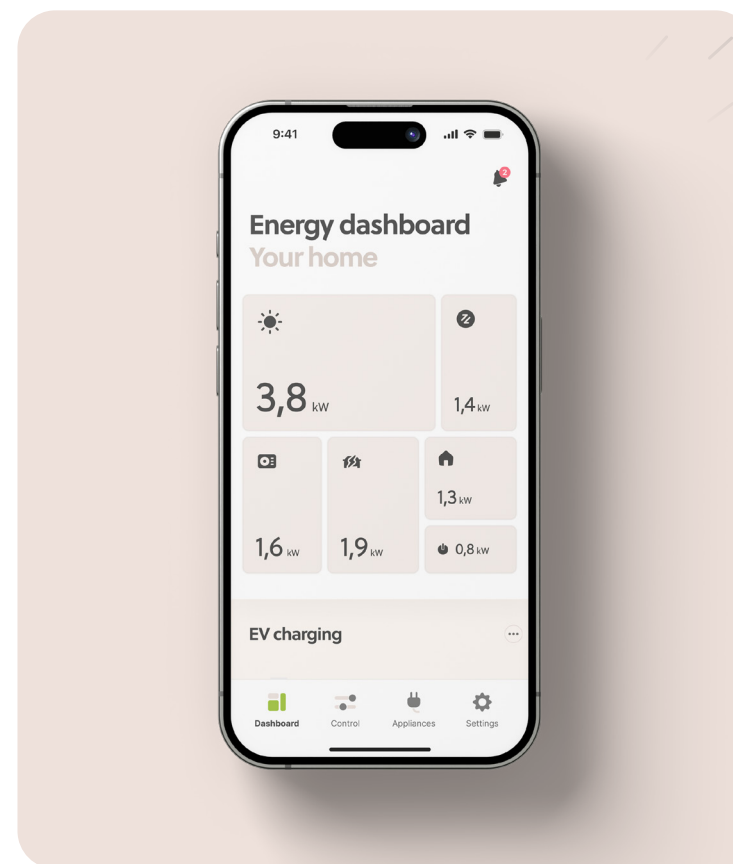 9:41
2
Energy dashboard
Your home
3,8 kW
1,4 kW
1,6 kW
1,9 kW
1,3 kW
0,8 kW
EV charging
Dashboard
Control
Appliances
Settings